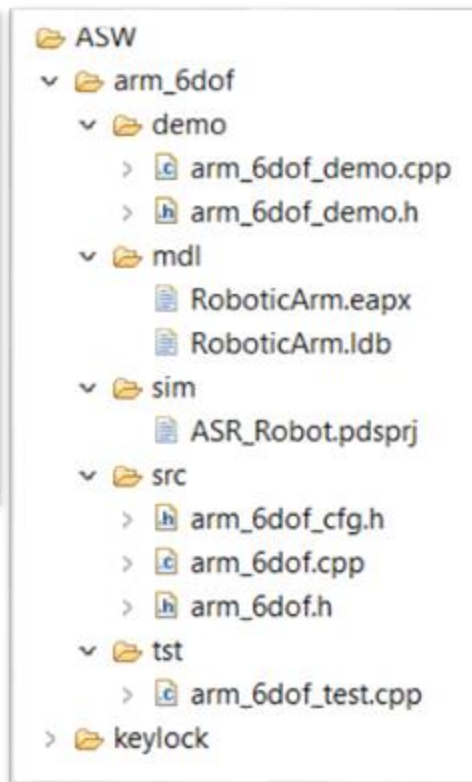 ASW
arm_6dof
demo
arm_6dof_demo.cpp
arm_6dof_demo.h
mdl
RoboticArm.eapx
RoboticArm.ldb
sim
ASR_Robot.pdsprj
src
arm_6dof_cfg.h
arm_6dof.cpp
arm_6dof.h
tst
arm_6dof_test.cpp
keylock